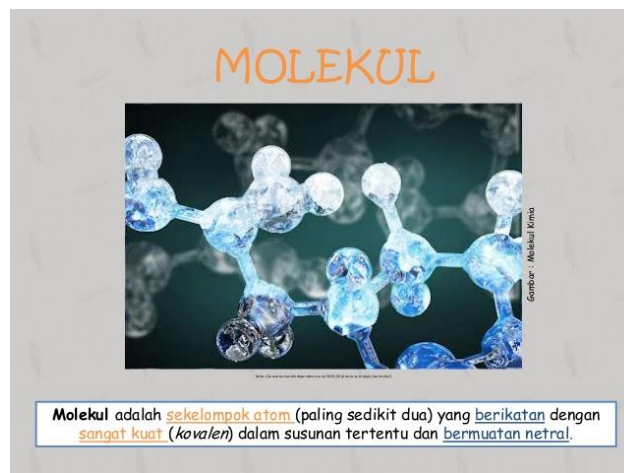 MOLEKUL
Gambar : Molekul Kimia
Molekul adalah sekelompok atom (paling sedikit dua) yang berikatan dengan
sangat kuat (kovalen) dalam susunan tertentu dan bermuatan netral.